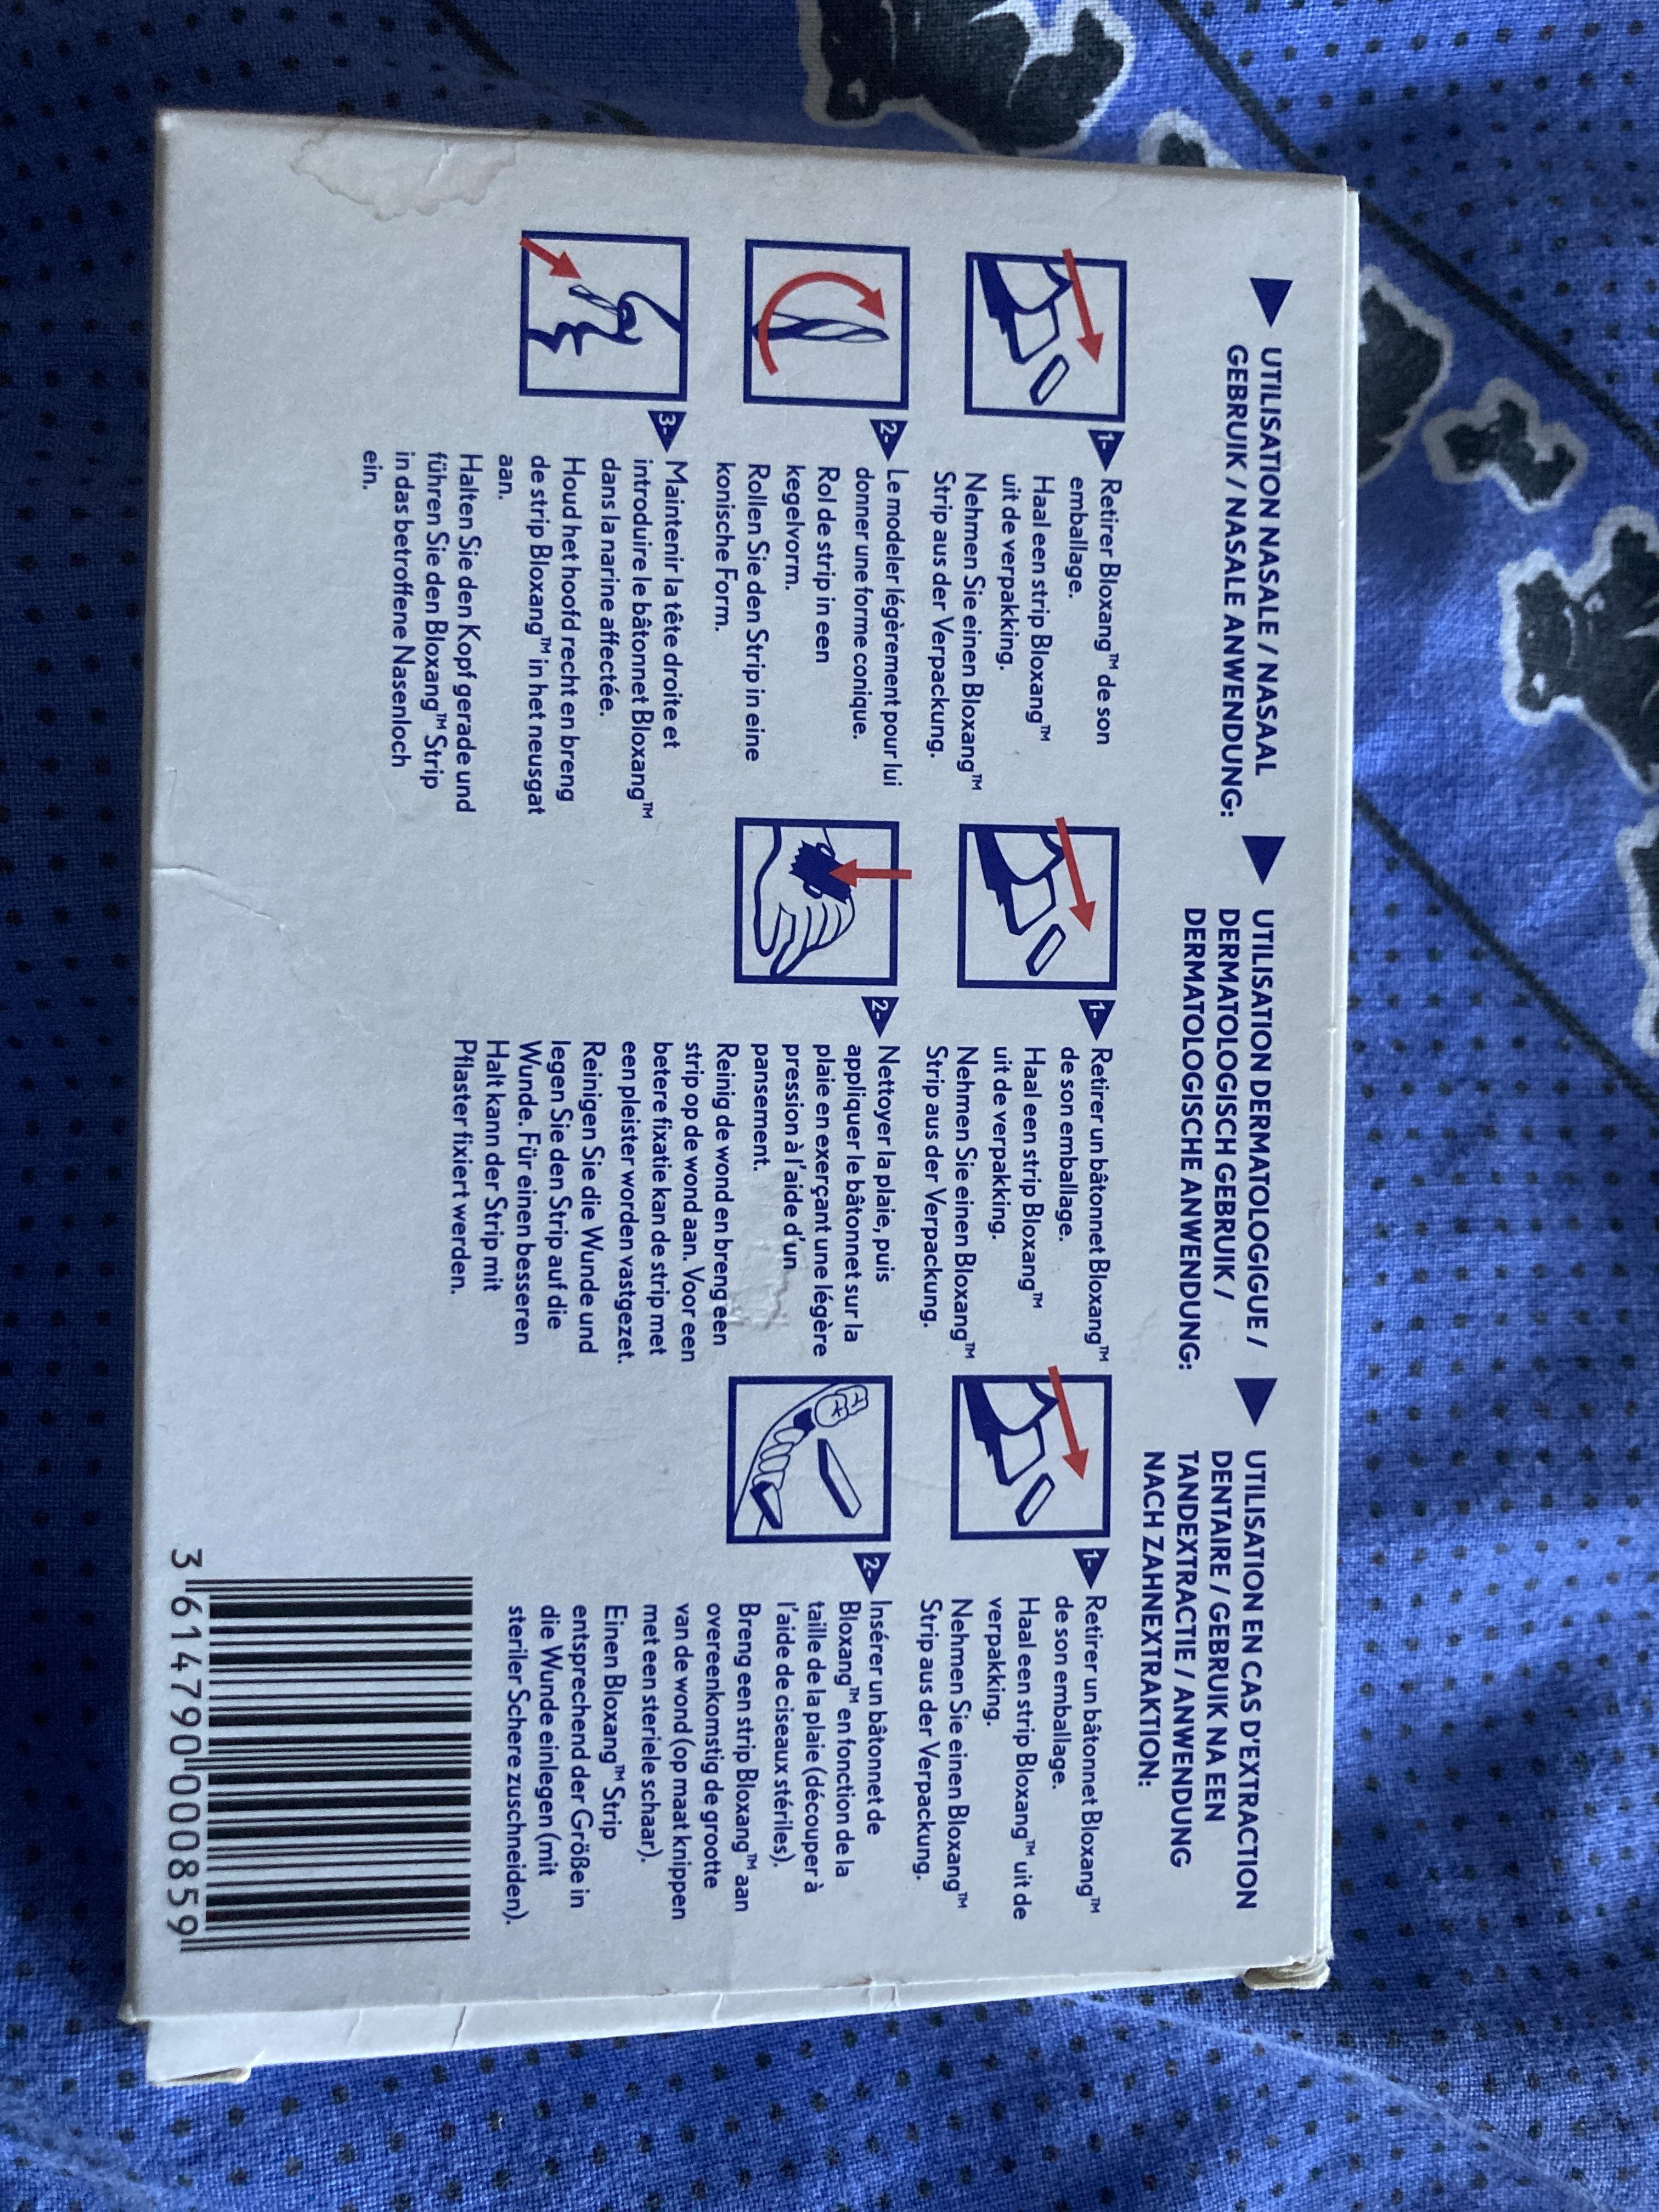 UTILISATION NASALE / NASAAL
GEBRUIK / NASALE ANWENDUNG:
1-
Retirer Bloxang™ de son
emballage.
Haal een strip Bloxang™
uit de verpakking.
Nehmen Sie einen Bloxang™
Strip aus der Verpackung.
2-
Le modeler légèrement pour lui
donner une forme conique.
Rol de strip in een
kegelvorm.
Rollen Sie den Strip in eine
konische Form.
3-
Maintenir la tête droite et
introduire le bâtonnet Bloxang™
dans la narine affectée.
Houd het hoofd recht en breng
de strip Bloxang™ in het neusgat
aan.
Halten Sie den Kopf gerade und
führen Sie den Bloxang™ Strip
in das betroffene Nasenloch
ein.
UTILISATION DERMATOLOGIGUE /
DERMATOLOGISCH GEBRUIK /
DERMATOLOGISCHE ANWENDUNG:
1-
Retirer un bâtonnet Bloxang™
de son emballage.
Haal een strip Bloxang™
uit de verpakking.
Nehmen Sie einen Bloxang™
Strip aus der Verpackung.
2-
Nettoyer la plaie, puis
appliquer le bâtonnet sur la
plaie en exerçant une légère
pression à l'aide d'un
pansement.
Reinig de wond en breng een
strip op de wond aan. Voor een
betere fixatie kan de strip met
een pleister worden vastgezet.
Reinigen Sie die Wunde und
legen Sie den Strip auf die
Wunde. Für einen besseren
Halt kann der Strip mit
Pflaster fixiert werden.
UTILISATION EN CAS D'EXTRACTION
DENTAIRE / GEBRUIK NA EEN
TANDEXTRACTIE / ANWENDUNG
NACH ZAHNEXTRAKTION:
1-
Retirer un bâtonnet Bloxang™
de son emballage.
Haal een strip Bloxang™ uit de
verpakking.
Nehmen Sie einen Bloxang™
Strip aus der Verpackung.
2-
Insérer un bâtonnet de
Bloxang™ en fonction de la
taille de la plaie (découper à
l'aide de ciseaux stériles).
Breng een strip Bloxang™ aan
overeenkomstig de grootte
van de wond (op maat knippen
met een steriele schaar).
Einen Bloxang™ Strip
entsprechend der Größe in
die Wunde einlegen (mit
steriler Schere zuschneiden).
3 614790 000859